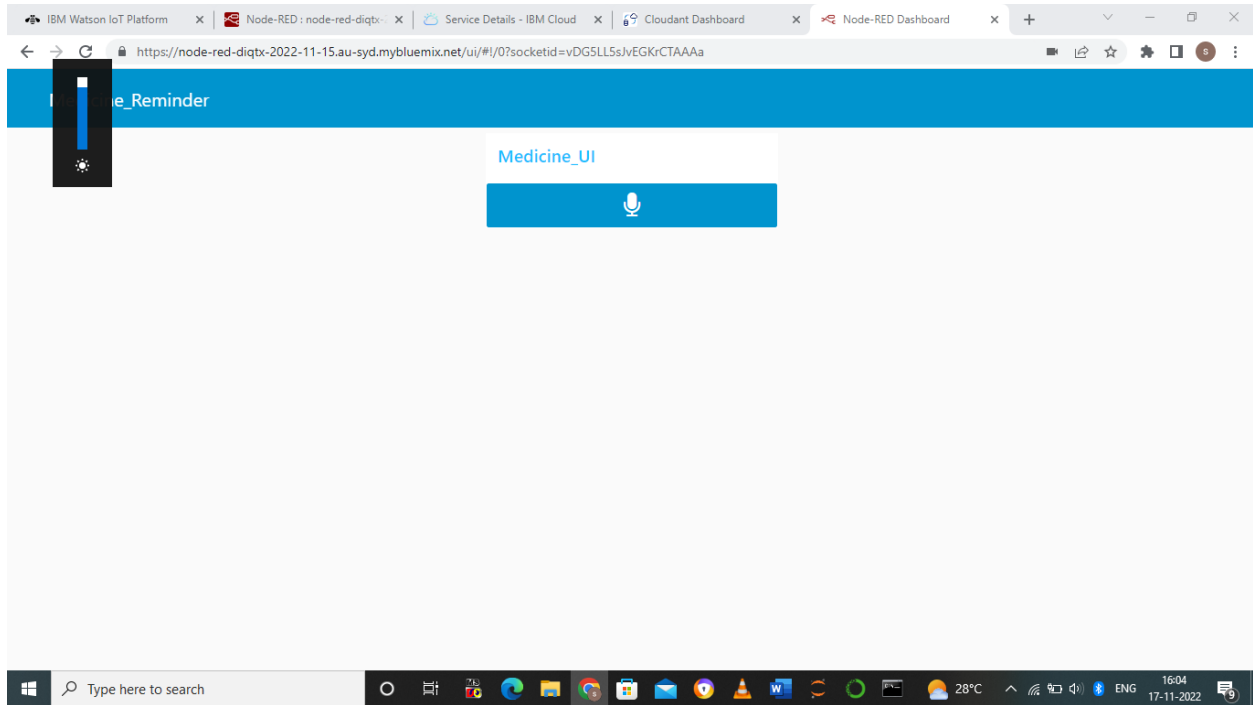 IBM Watson IoT Platform
Node-RED : node-red-diqtx-
Service Details - IBM Cloud
Cloudant Dashboard
Node-RED Dashboard
https://node-red-diqtx-2022-11-15.au-syd.mybluemix.net/ui/#!/0?socketid=vDG5LL5sJvEGKrCTAAAa
s
Medicine_Reminder
Medicine_UI
Type here to search
28°C
ENG
16:04
17-11-2022
9